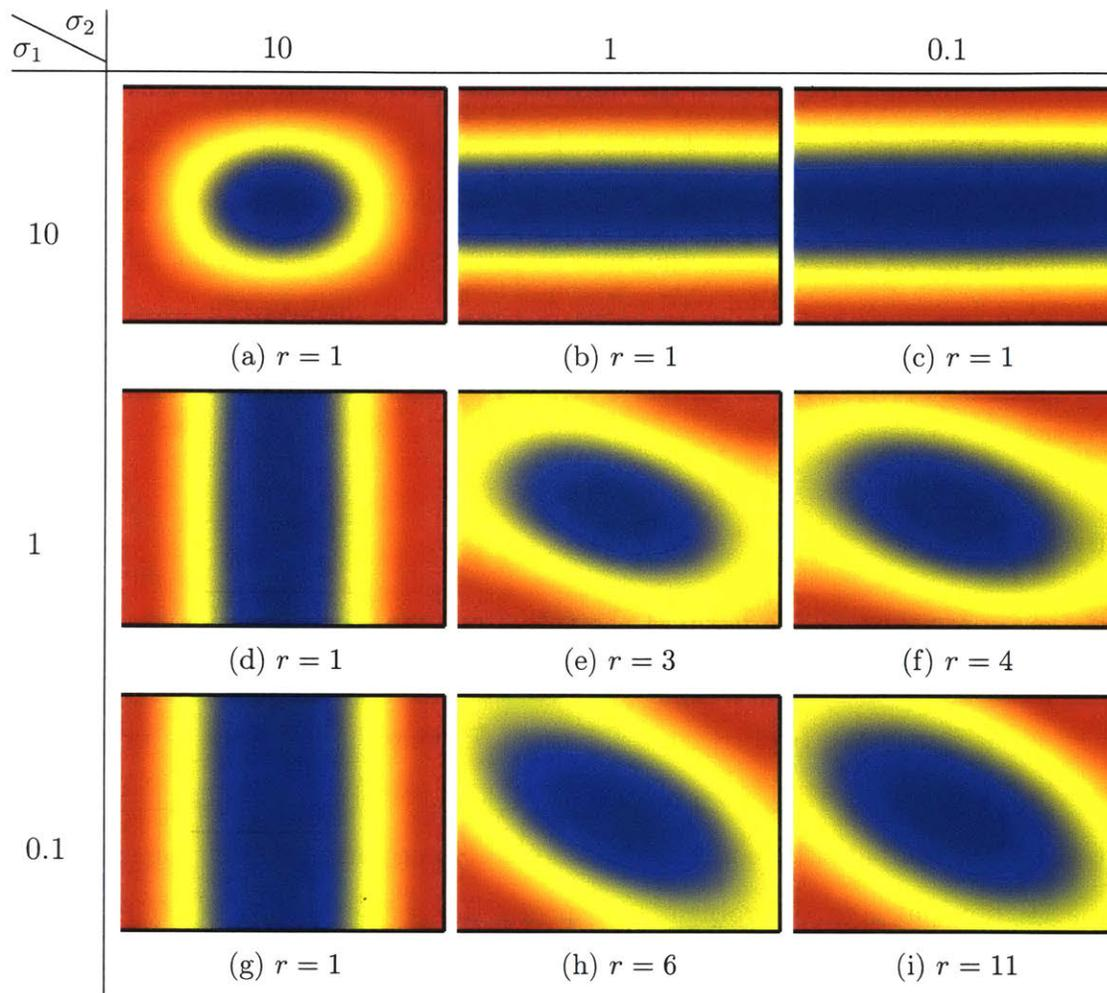 σ₂
σ₁
10 1 0.1
10
(a) r = 1 (b) r = 1 (c) r = 1
1
(d) r = 1 (e) r = 3 (f) r = 4
0.1
(g) r = 1 (h) r = 6 (i) r = 11